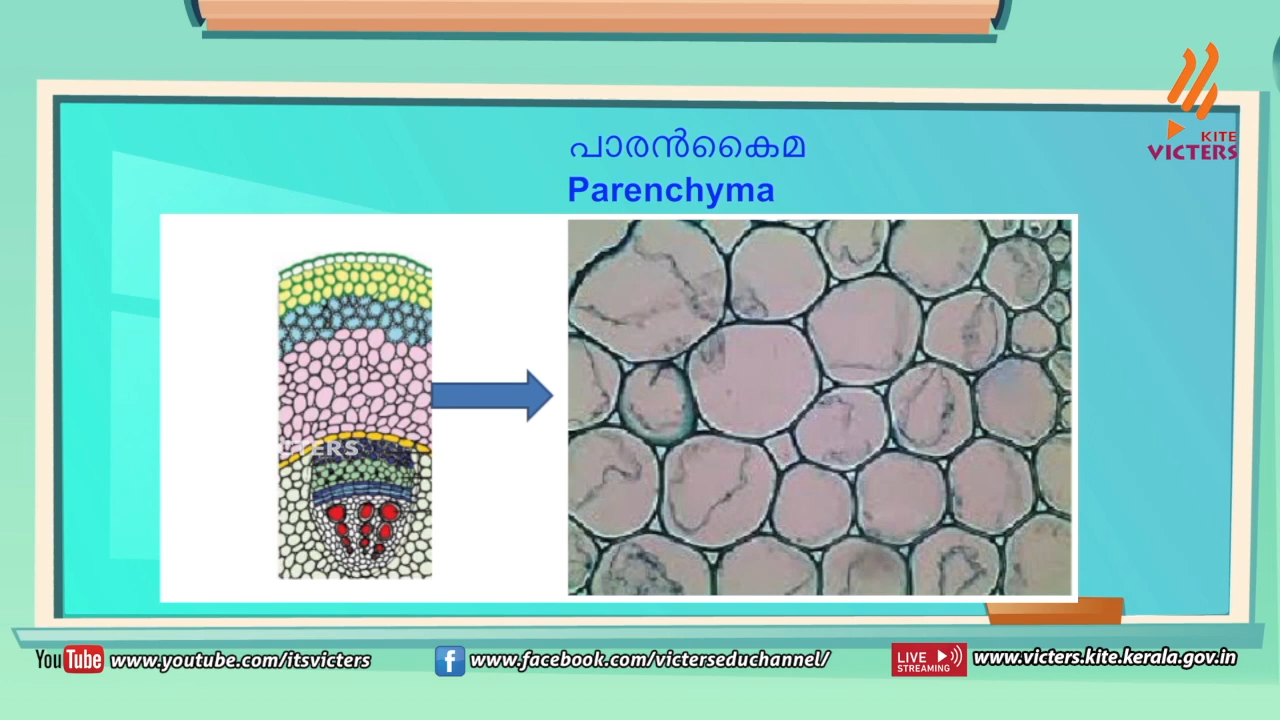 പാരൻകൈമ
Parenchyma
KITE
VICTERS
YouTube www.youtube.com/itsvicters
f www.facebook.com/victerseduchannel/
LIVE
STREAMING
www.victers.kite.kerala.gov.in